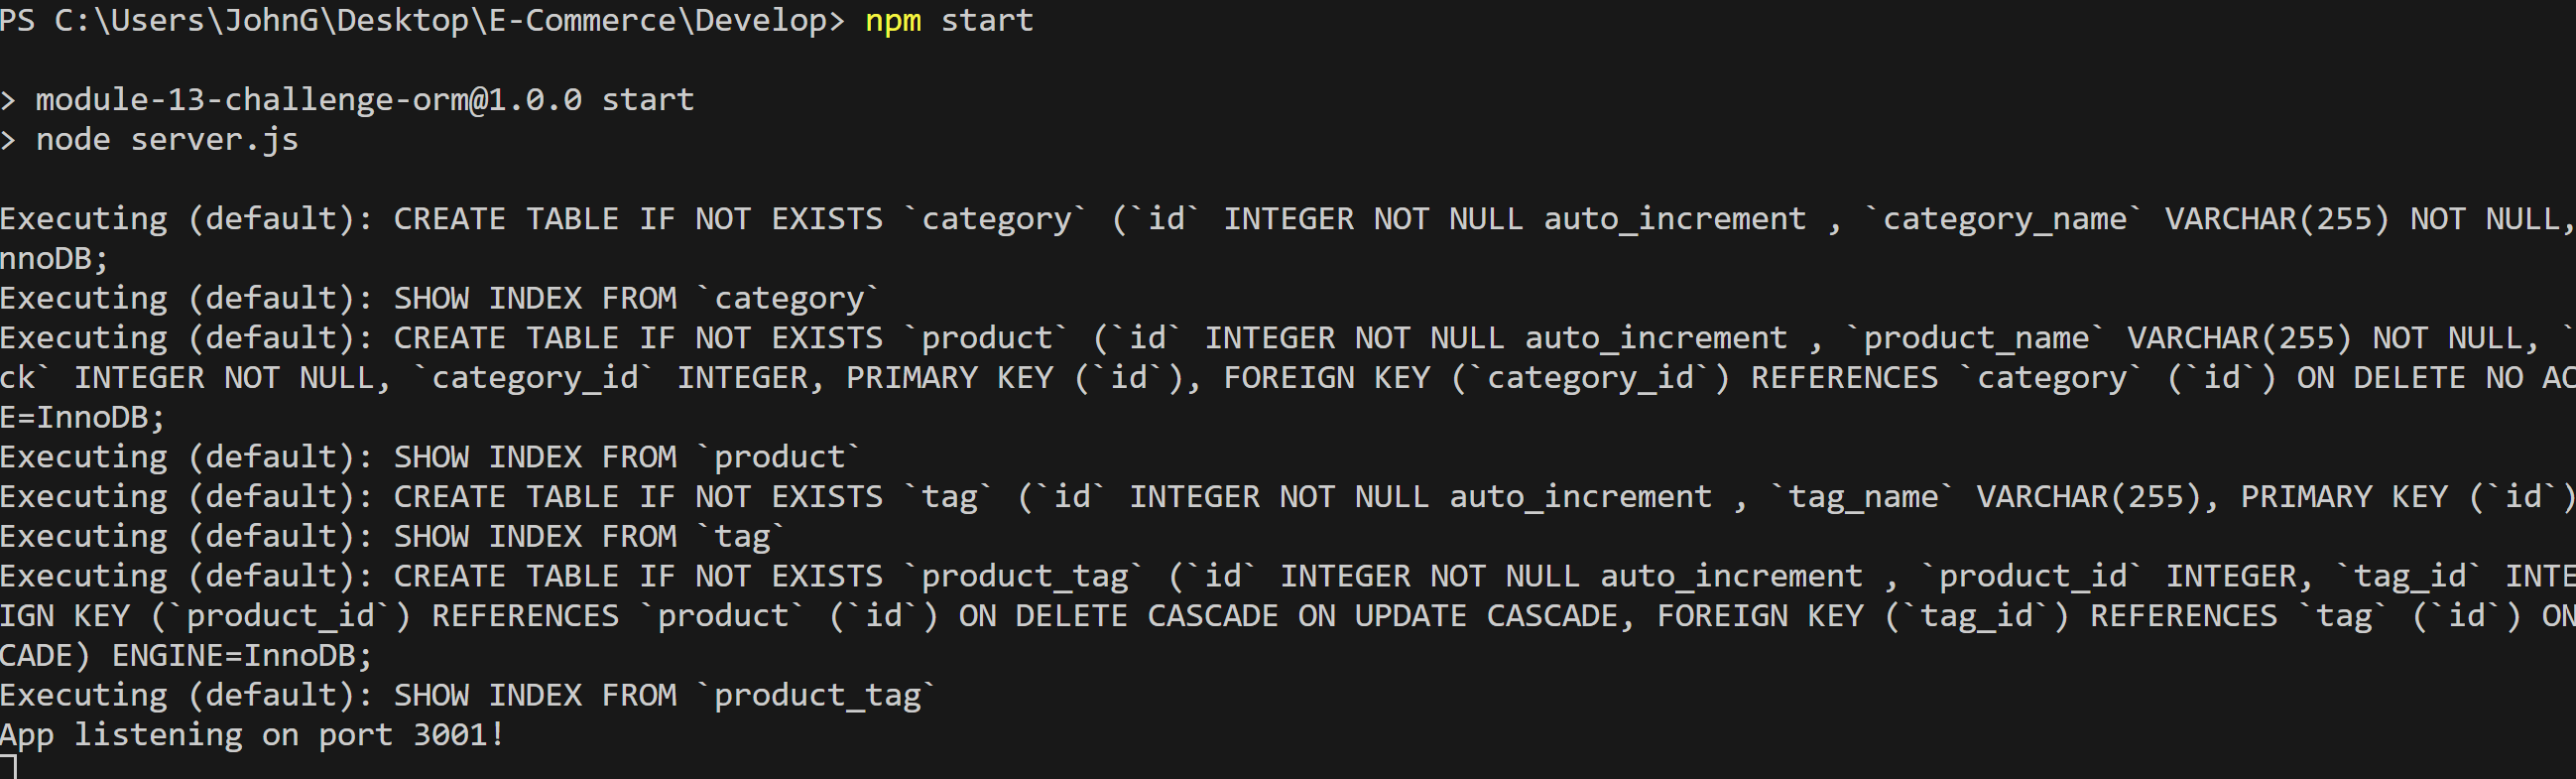 PS C:\Users\JohnG\Desktop\E-Commerce\Develop> npm start
> module-13-challenge-orm@1.0.0 start
> node server.js
Executing (default): CREATE TABLE IF NOT EXISTS `category` (`id` INTEGER NOT NULL auto_increment , `category_name` VARCHAR(255) NOT NULL,
nnoDB;
Executing (default): SHOW INDEX FROM `category`
Executing (default): CREATE TABLE IF NOT EXISTS `product` (`id` INTEGER NOT NULL auto_increment , `product_name` VARCHAR(255) NOT NULL, `
ck` INTEGER NOT NULL, `category_id` INTEGER, PRIMARY KEY (`id`), FOREIGN KEY (`category_id`) REFERENCES `category` (`id`) ON DELETE NO AC
E=InnoDB;
Executing (default): SHOW INDEX FROM `product`
Executing (default): CREATE TABLE IF NOT EXISTS `tag` (`id` INTEGER NOT NULL auto_increment , `tag_name` VARCHAR(255), PRIMARY KEY (`id`)
Executing (default): SHOW INDEX FROM `tag`
Executing (default): CREATE TABLE IF NOT EXISTS `product_tag` (`id` INTEGER NOT NULL auto_increment , `product_id` INTEGER, `tag_id` INTE
IGN KEY (`product_id`) REFERENCES `product` (`id`) ON DELETE CASCADE ON UPDATE CASCADE, FOREIGN KEY (`tag_id`) REFERENCES `tag` (`id`) ON
CADE) ENGINE=InnoDB;
Executing (default): SHOW INDEX FROM `product_tag`
App listening on port 3001!